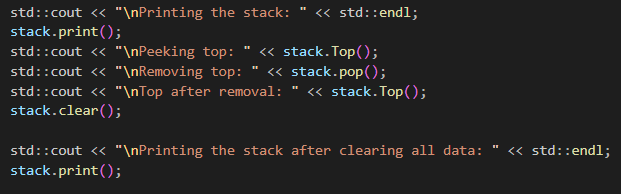 std::cout << "\nPrinting the stack: " << std::endl;
stack.print();
std::cout << "\nPeeking top: " << stack.Top();
std::cout << "\nRemoving top: " << stack.pop();
std::cout << "\nTop after removal: " << stack.Top();
stack.clear();

std::cout << "\nPrinting the stack after clearing all data: " << std::endl;
stack.print();